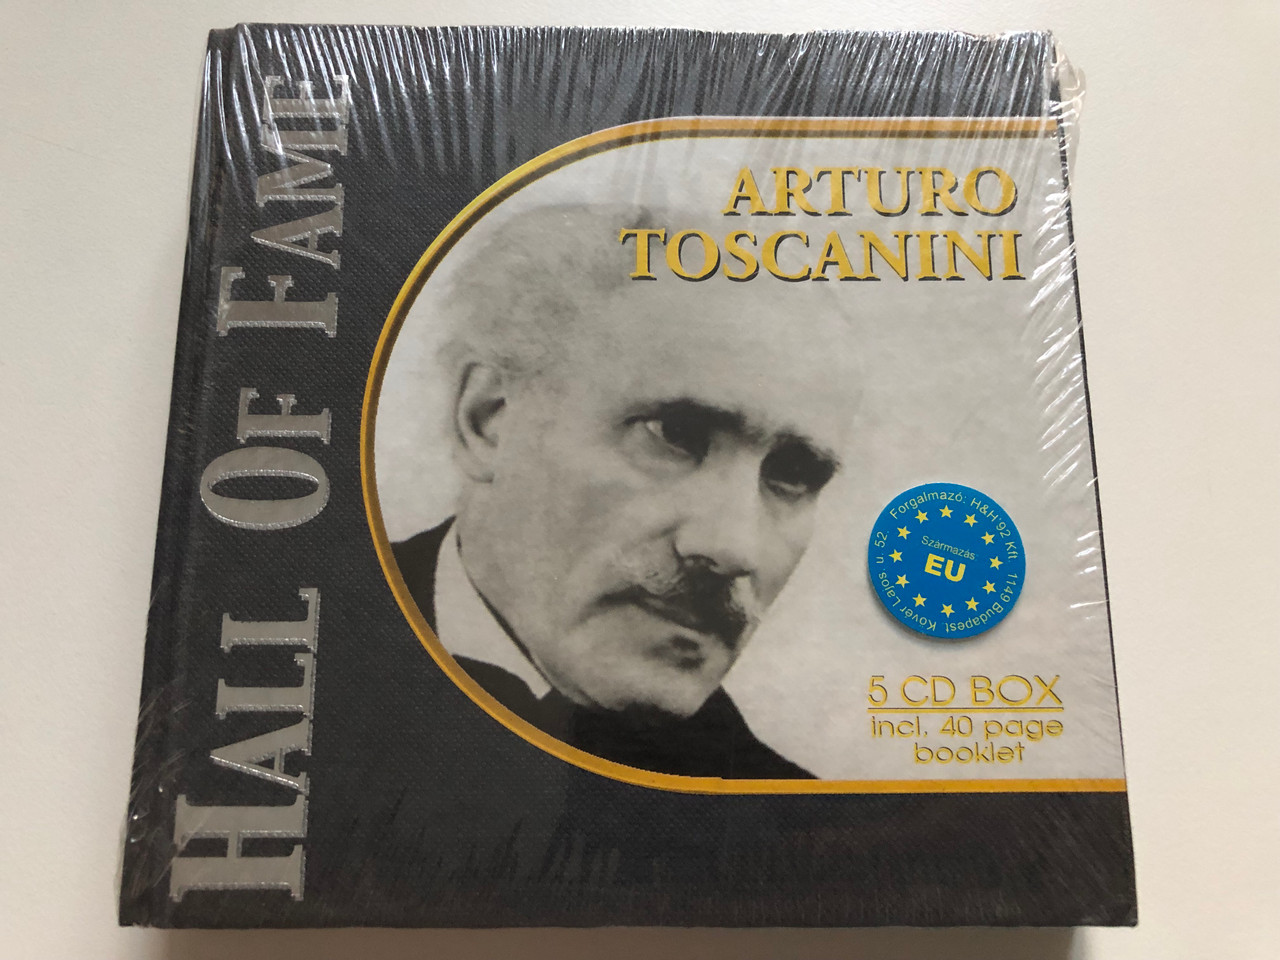 HALL OF FAME
ARTURO
TOSCANINI
Forgalmazó: H&H'92 Kft 1149 Budapest, Kövér Lajos, u. 52.
Származás
EU
5 CD BOX
incl. 40 page
booklet